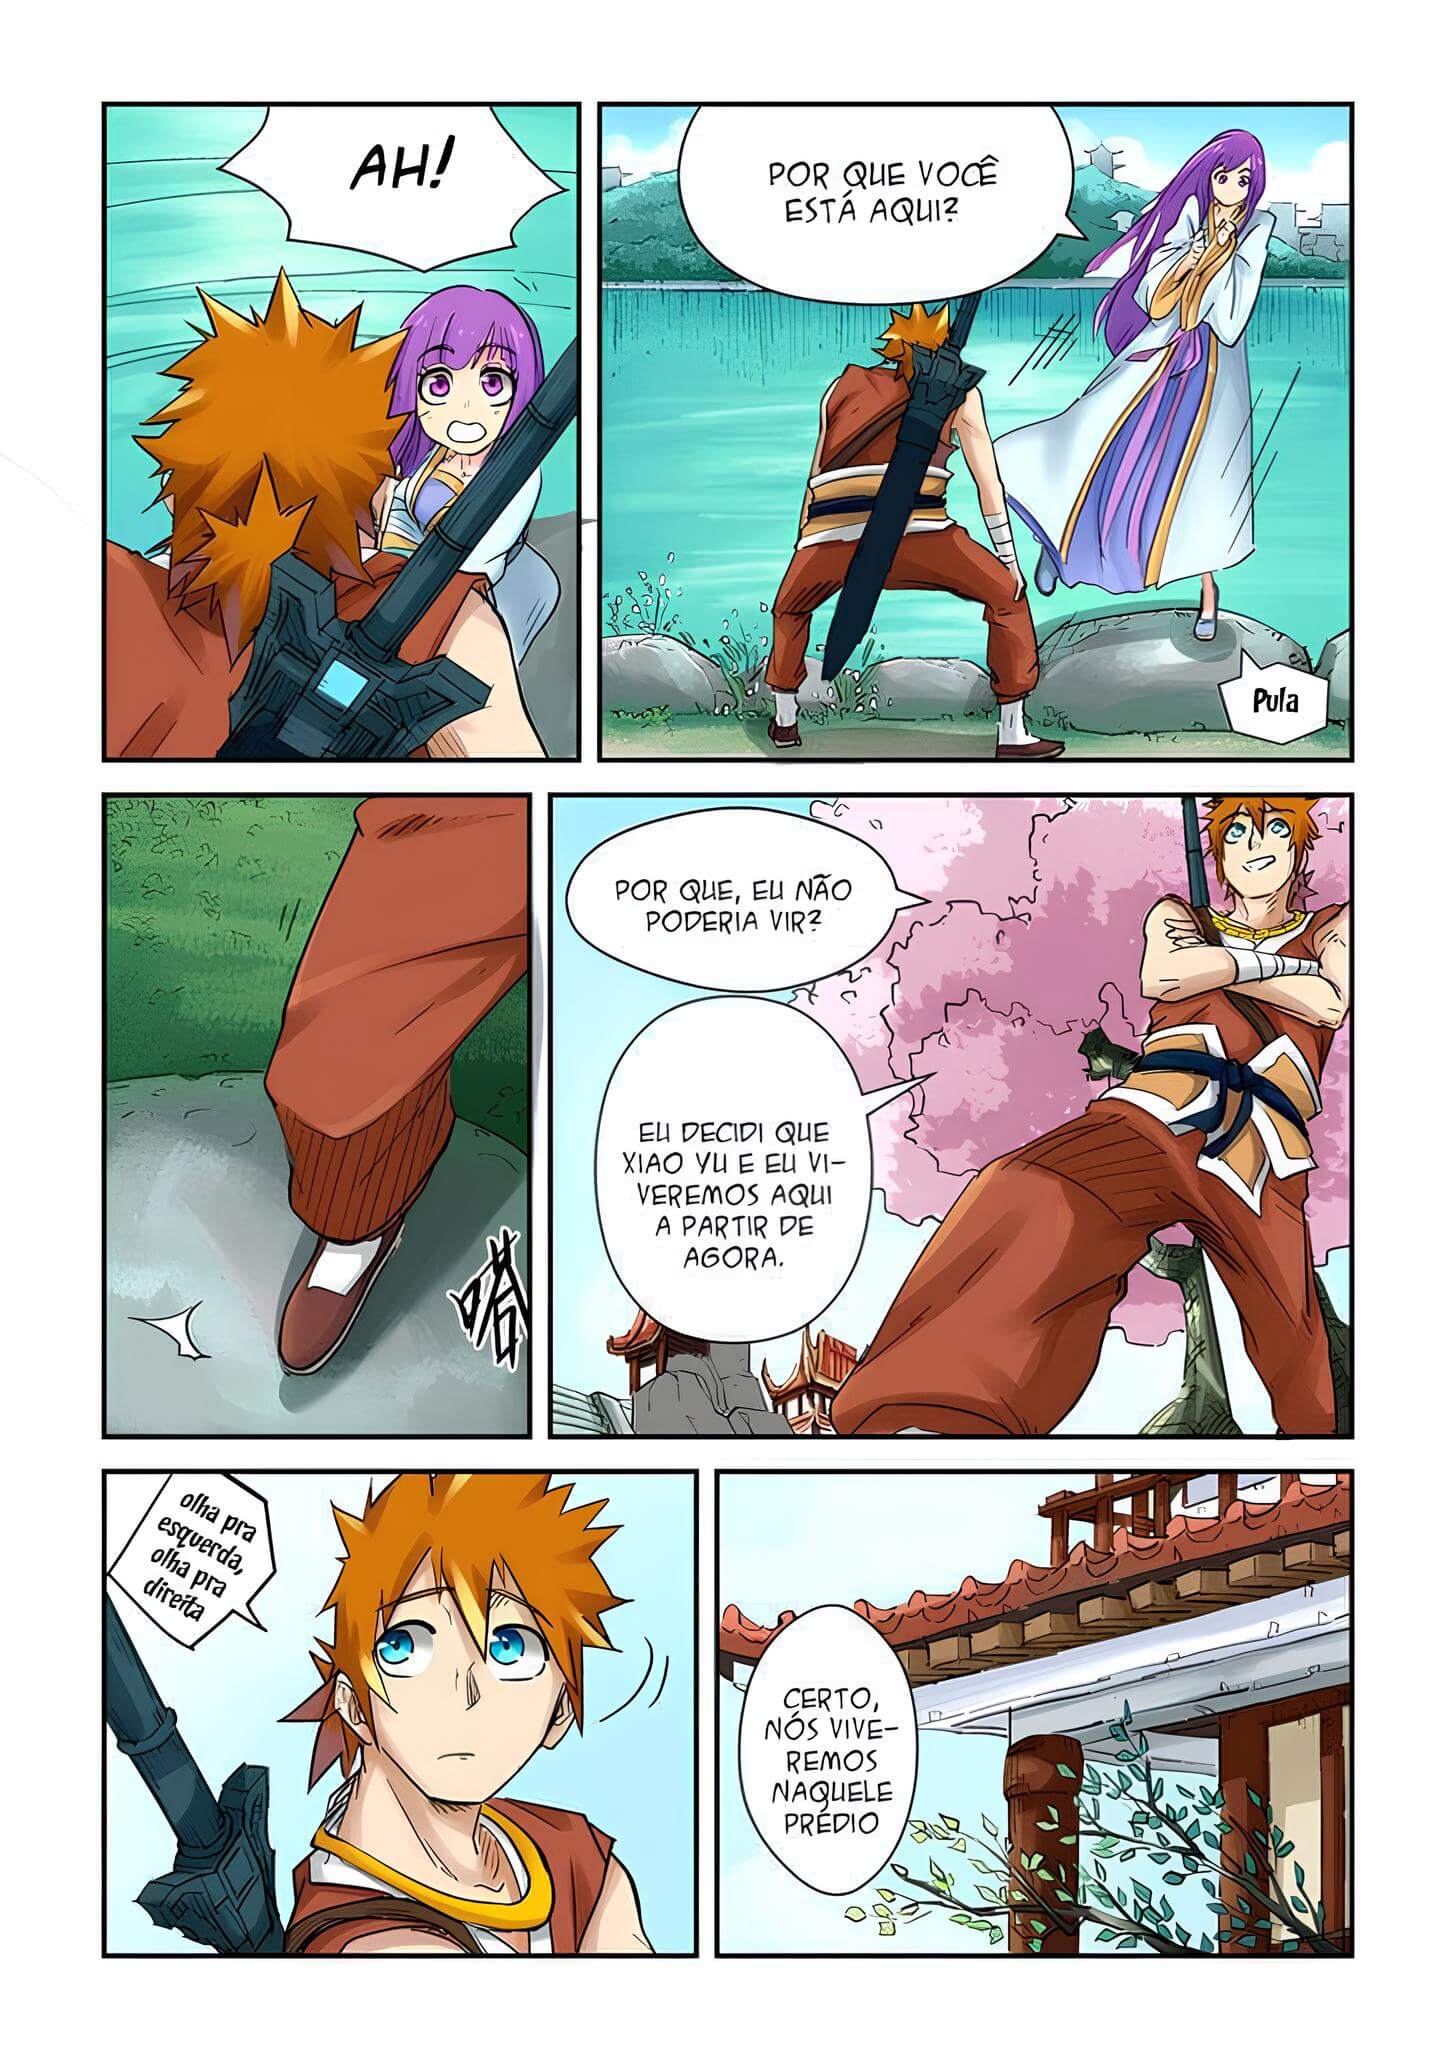 AH!
POR QUE VOCÊ
ESTÁ AQUI?
Pula
嗒
POR QUE, EU NÃO
PODERIA VIR?
EU DECIDI QUE
XIAO YU E EU VI-
VEREMOS AQUI
A PARTIR DE
AGORA.
olha pra
esquerda,
olha pra
direita
CERTO,
NÓS VIVE-
REMOS
NAQUELE
PRÉDIO